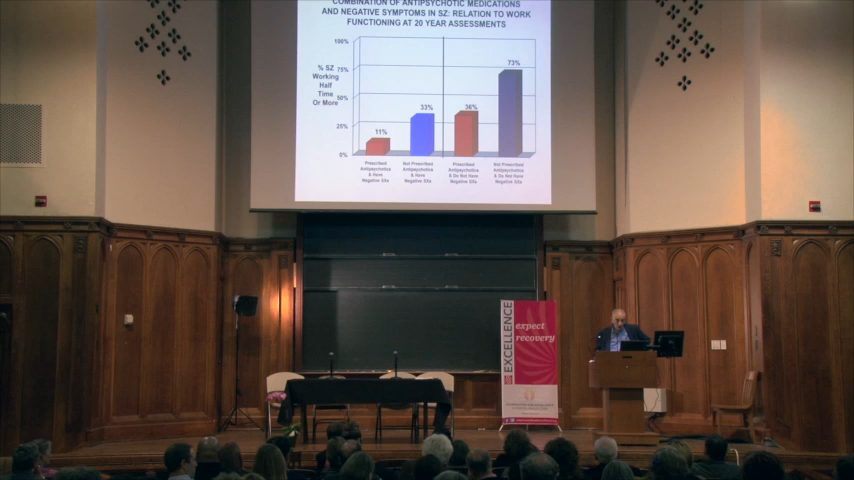 COMBINATION OF ANTIPSYCHOTIC MEDICATIONS
AND NEGATIVE SYMPTOMS IN SZ: RELATION TO WORK
FUNCTIONING AT 20 YEAR ASSESSMENTS
100%
75%
50%
25%
0%
% SZ
Working
Half
Time
Or More
11%
33%
36%
73%
Prescribed
Antipsychotics
& Have
Negative SXs
Not Prescribed
Antipsychotics
& Have
Negative SXs
Prescribed
Antipsychotics
& Do Not Have
Negative SXs
Not Prescribed
Antipsychotics
& Do Not Have
Negative SXs
EXCELLENCE
expect
recovery